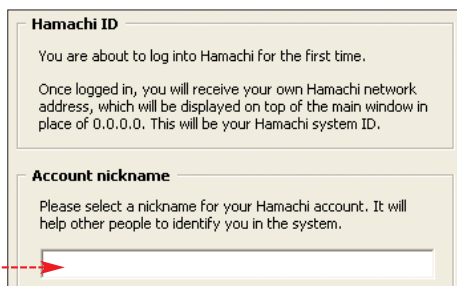 Hamachi ID
You are about to log into Hamachi for the first time.
Once logged in, you will receive your own Hamachi network
address, which will be displayed on top of the main window in
place of 0.0.0.0. This will be your Hamachi system ID.
Account nickname
Please select a nickname for your Hamachi account. It will
help other people to identify you in the system.